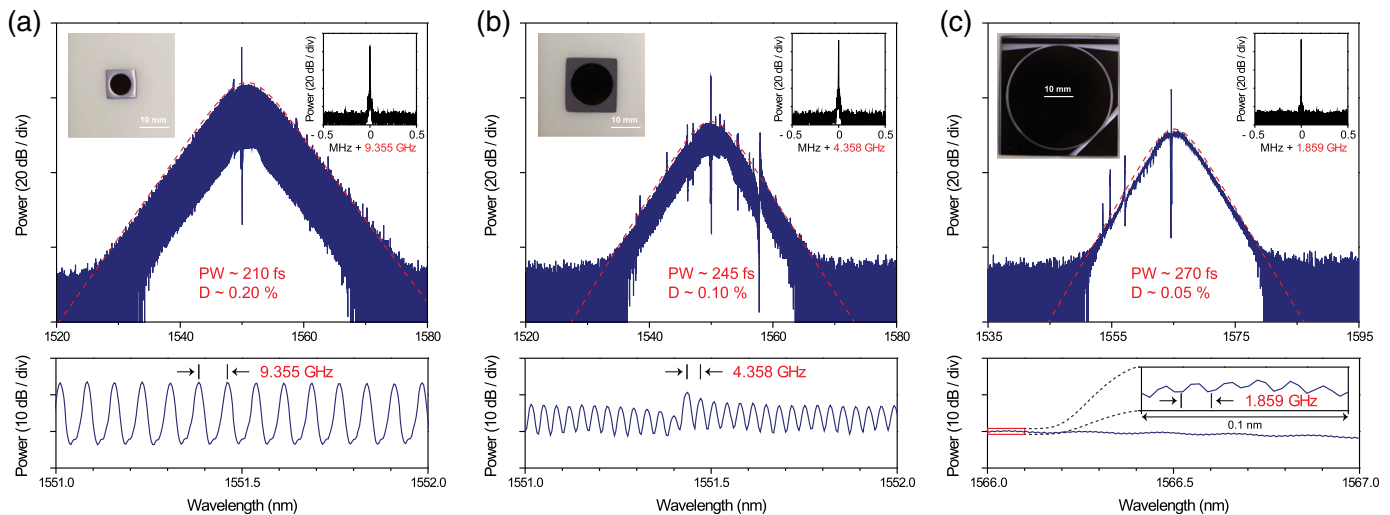 (a)
Power (20 dB / div)
10 mm
Power (20 dB / div)
- 0.5 0 0.5
MHz + 9.355 GHz
PW ~ 210 fs
D ~ 0.20 %
1520 1540 1560 1580
Power (10 dB / div)
9.355 GHz
1551.0 1551.5 1552.0
Wavelength (nm)
(b)
Power (20 dB / div)
10 mm
Power (20 dB / div)
- 0.5 0 0.5
MHz + 4.358 GHz
PW ~ 245 fs
D ~ 0.10 %
1520 1540 1560 1580
Power (10 dB / div)
4.358 GHz
1551.0 1551.5 1552.0
Wavelength (nm)
(c)
Power (20 dB / div)
10 mm
Power (20 dB / div)
- 0.5 0 0.5
MHz + 1.859 GHz
PW ~ 270 fs
D ~ 0.05 %
1535 1555 1575 1595
Power (10 dB / div)
1.859 GHz
0.1 nm
1566.0 1566.5 1567.0
Wavelength (nm)